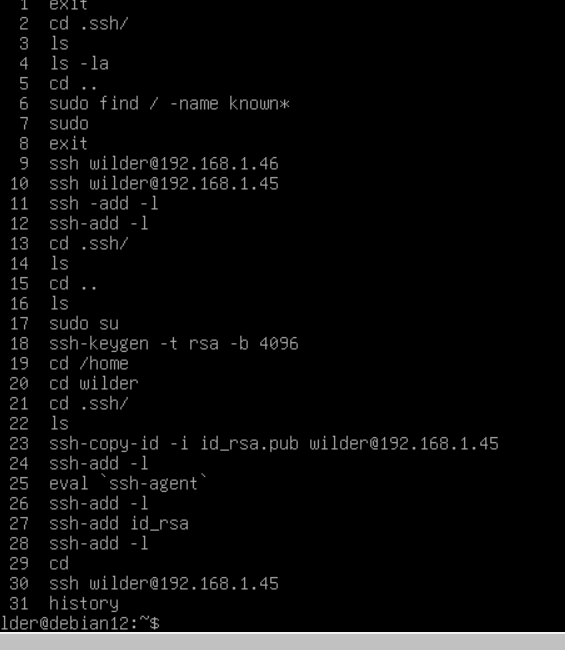 1 exit
2 cd .ssh/
3 ls
4 ls -la
5 cd ..
6 sudo find / -name known*
7 sudo
8 exit
9 ssh wilder@192.168.1.46
10 ssh wilder@192.168.1.45
11 ssh -add -l
12 ssh-add -l
13 cd .ssh/
14 ls
15 cd ..
16 ls
17 sudo su
18 ssh-keygen -t rsa -b 4096
19 cd /home
20 cd wilder
21 cd .ssh/
22 ls
23 ssh-copy-id -i id_rsa.pub wilder@192.168.1.45
24 ssh-add -l
25 eval `ssh-agent`
26 ssh-add -l
27 ssh-add id_rsa
28 ssh-add -l
29 cd
30 ssh wilder@192.168.1.45
31 history
lder@debian12:~$